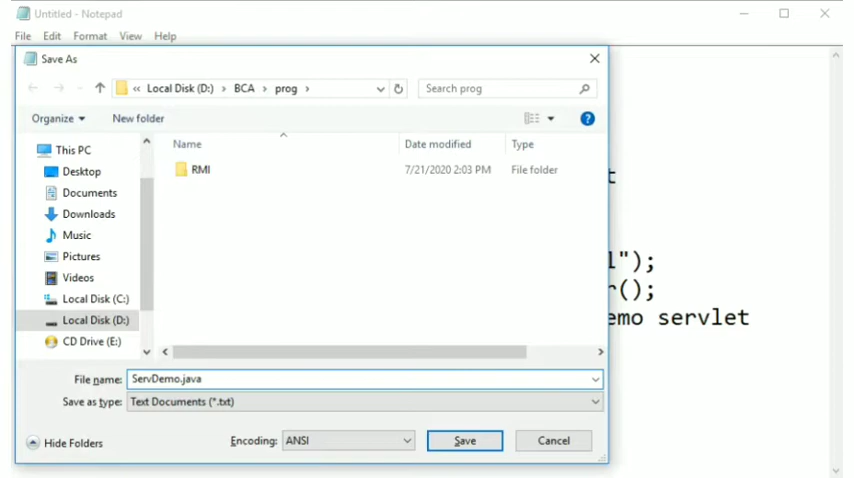 Untitled - Notepad
File Edit Format View Help
Save As
« Local Disk (D:) › BCA › prog ›
Search prog
Organize
New folder
Name
Date modified
Type
This PC
Desktop
Documents
Downloads
Music
Pictures
Videos
Local Disk (C:)
Local Disk (D:)
CD Drive (E:)
RMI
7/21/2020 2:03 PM
File folder
t
l");
r();
emo servlet
File name: ServDemo.java
Save as type: Text Documents (*.txt)
Hide Folders
Encoding: ANSI
Save
Cancel